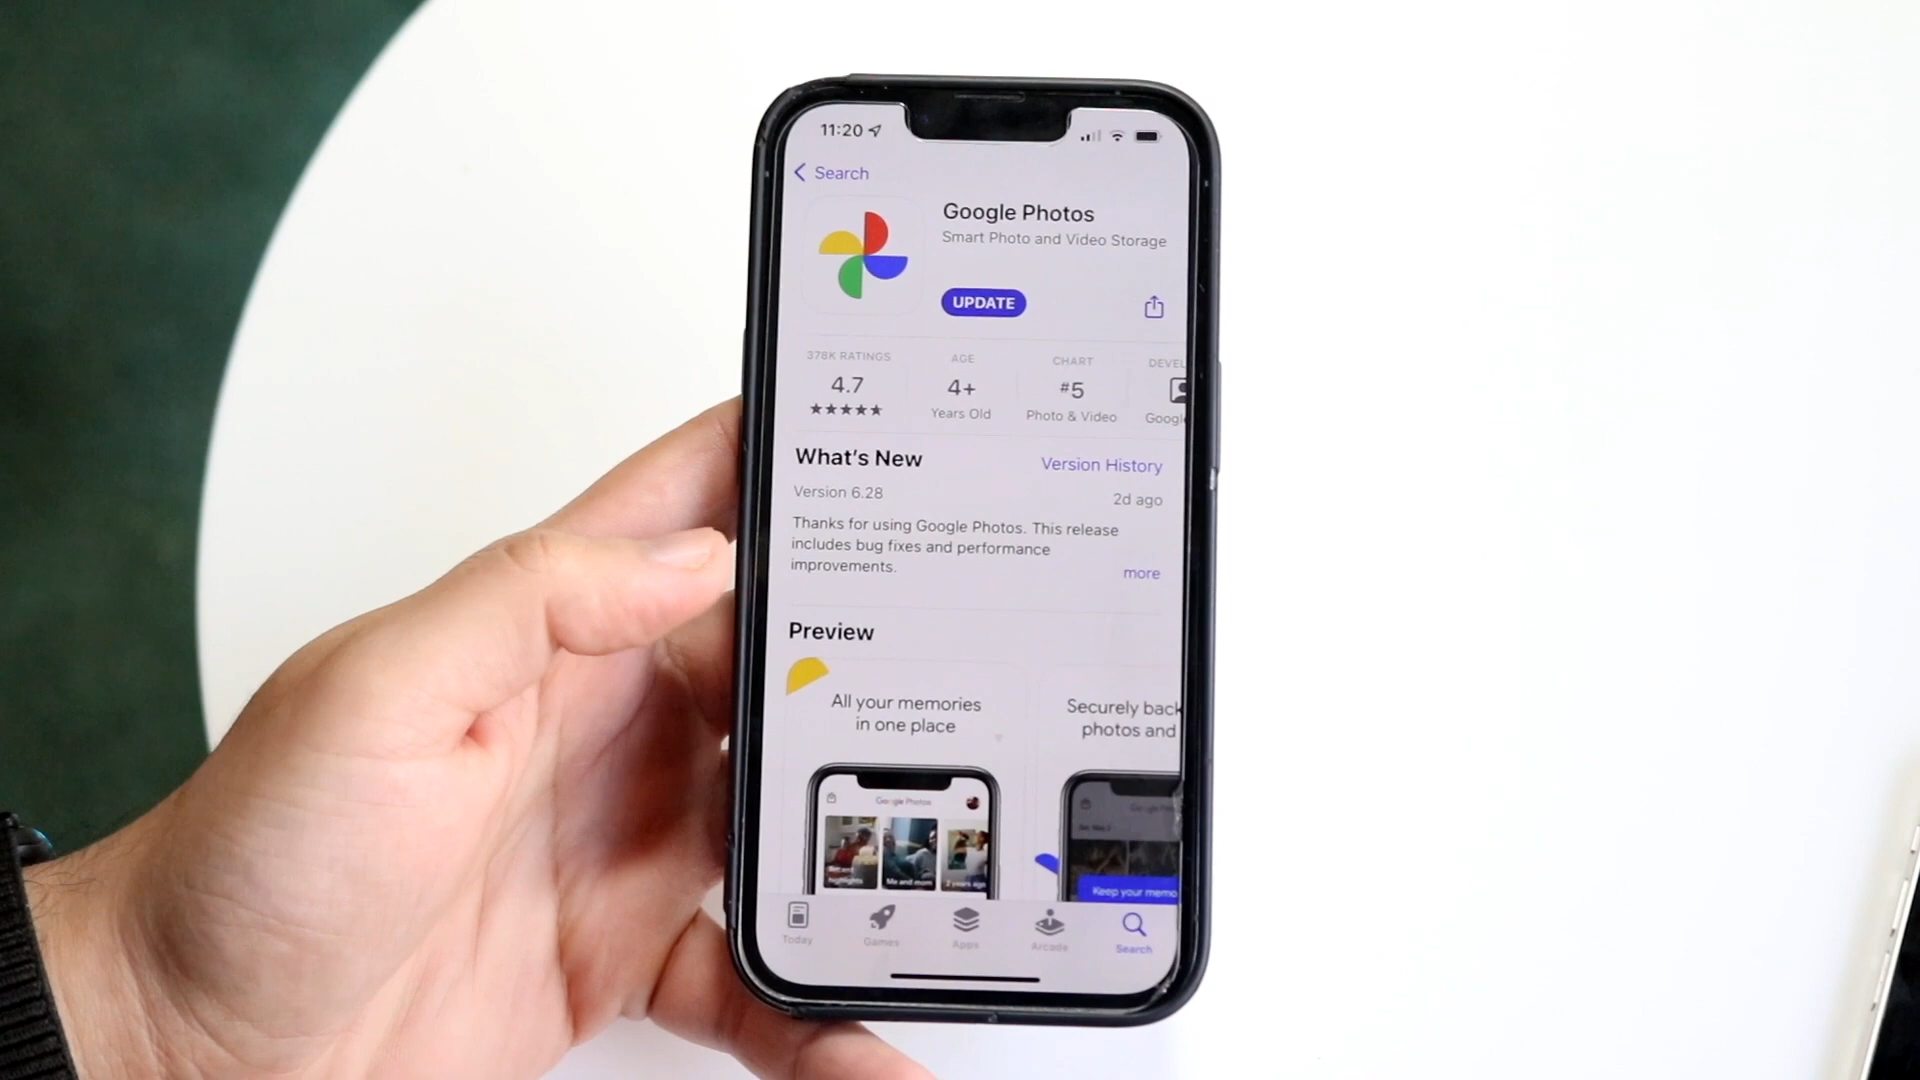 11:20
Search
Google Photos
Smart Photo and Video Storage
UPDATE
378K RATINGS
4.7
★★★★★
AGE
4+
Years Old
CHART
#5
Photo & Video
DEVEL
Google
What's New
Version History
Version 6.28
2d ago
Thanks for using Google Photos. This release
includes bug fixes and performance
improvements.
more
Preview
All your memories
in one place
Securely back
photos and
Google Photos
Recent
highlights
Me and mom
2 years ago
Keep your memo
Today
Games
Apps
Arcade
Search